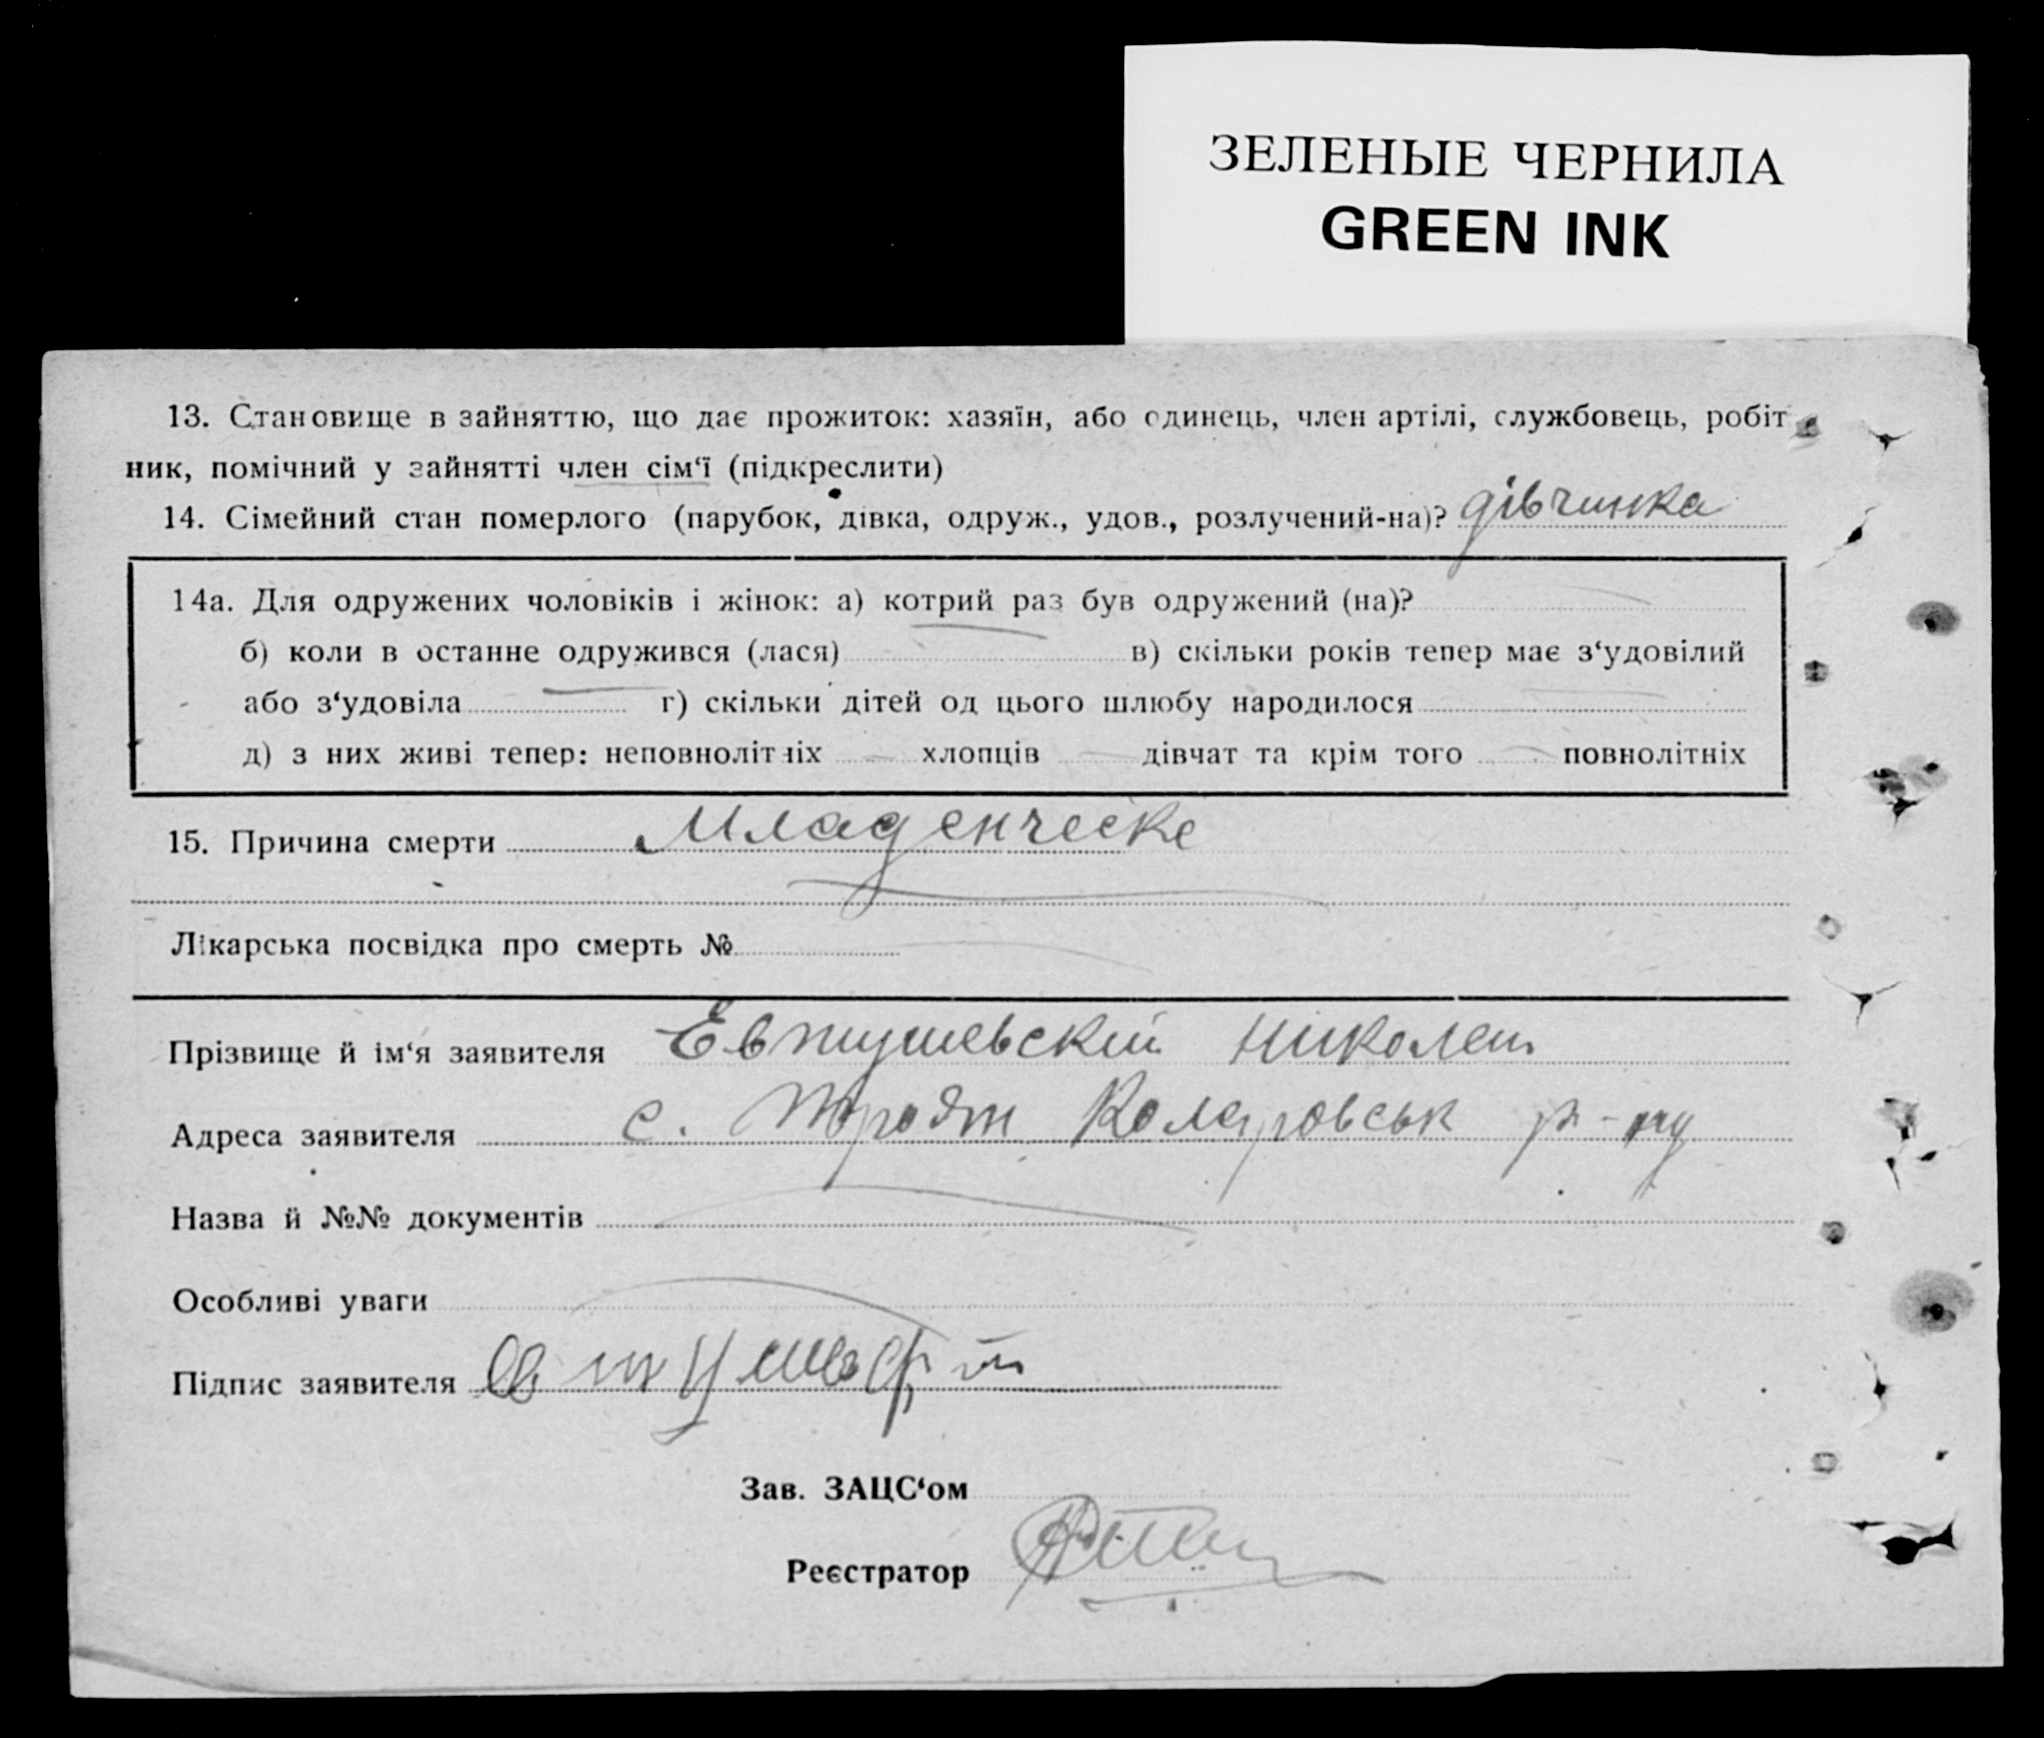 ЗЕЛЕНЫЕ ЧЕРНИЛА
GREEN INK
13. Становище в зайняттю, що дає прожиток: хазяїн, або одинець, член артілі, службовець, робіт
ник, помічний у зайнятті член сім‘ї (підкреслити)
14. Сімейний стан померлого (парубок, дівка, одруж., удов., розлучений-на)? дівчинка
14а. Для одружених чоловіків і жінок: а) котрий раз був одружений (на)?
б) коли в останне одружився (лася) в) скільки років тепер має з‘удовілий
або з‘удовіла г) скільки дітей од цього шлюбу народилося
д) з них живі тепер: неповнолітніх хлопців дівчат та крім того повнолітніх
15. Причина смерти Младенческе
Лікарська посвідка про смерть №
Прізвище й ім‘я заявителя Евтушевский Николай
Адреса заявителя с. Троян Коларовськ р-ну
Назва й №№ документів
Особливі уваги
Підпис заявителя
Зав. ЗАЦС‘ом
Реєстратор